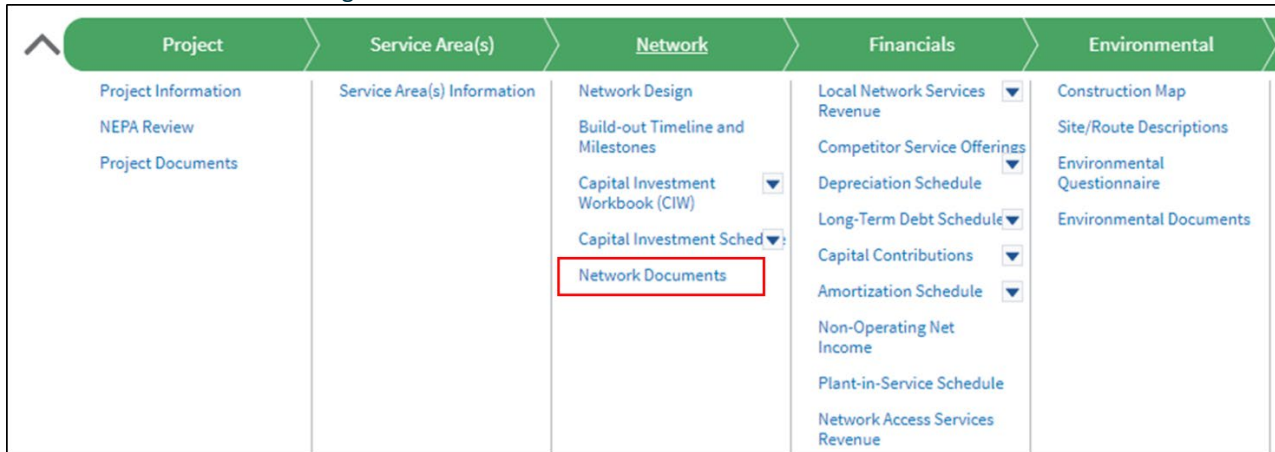 Project
Service Area(s)
Network
Financials
Environmental
Project Information
NEPA Review
Project Documents
Service Area(s) Information
Network Design
Build-out Timeline and
Milestones
Capital Investment
Workbook (CIW)
Capital Investment Sched
Network Documents
Local Network Services
Revenue
Competitor Service Offerings
Depreciation Schedule
Long-Term Debt Schedule
Capital Contributions
Amortization Schedule
Non-Operating Net
Income
Plant-in-Service Schedule
Network Access Services
Revenue
Construction Map
Site/Route Descriptions
Environmental
Questionnaire
Environmental Documents